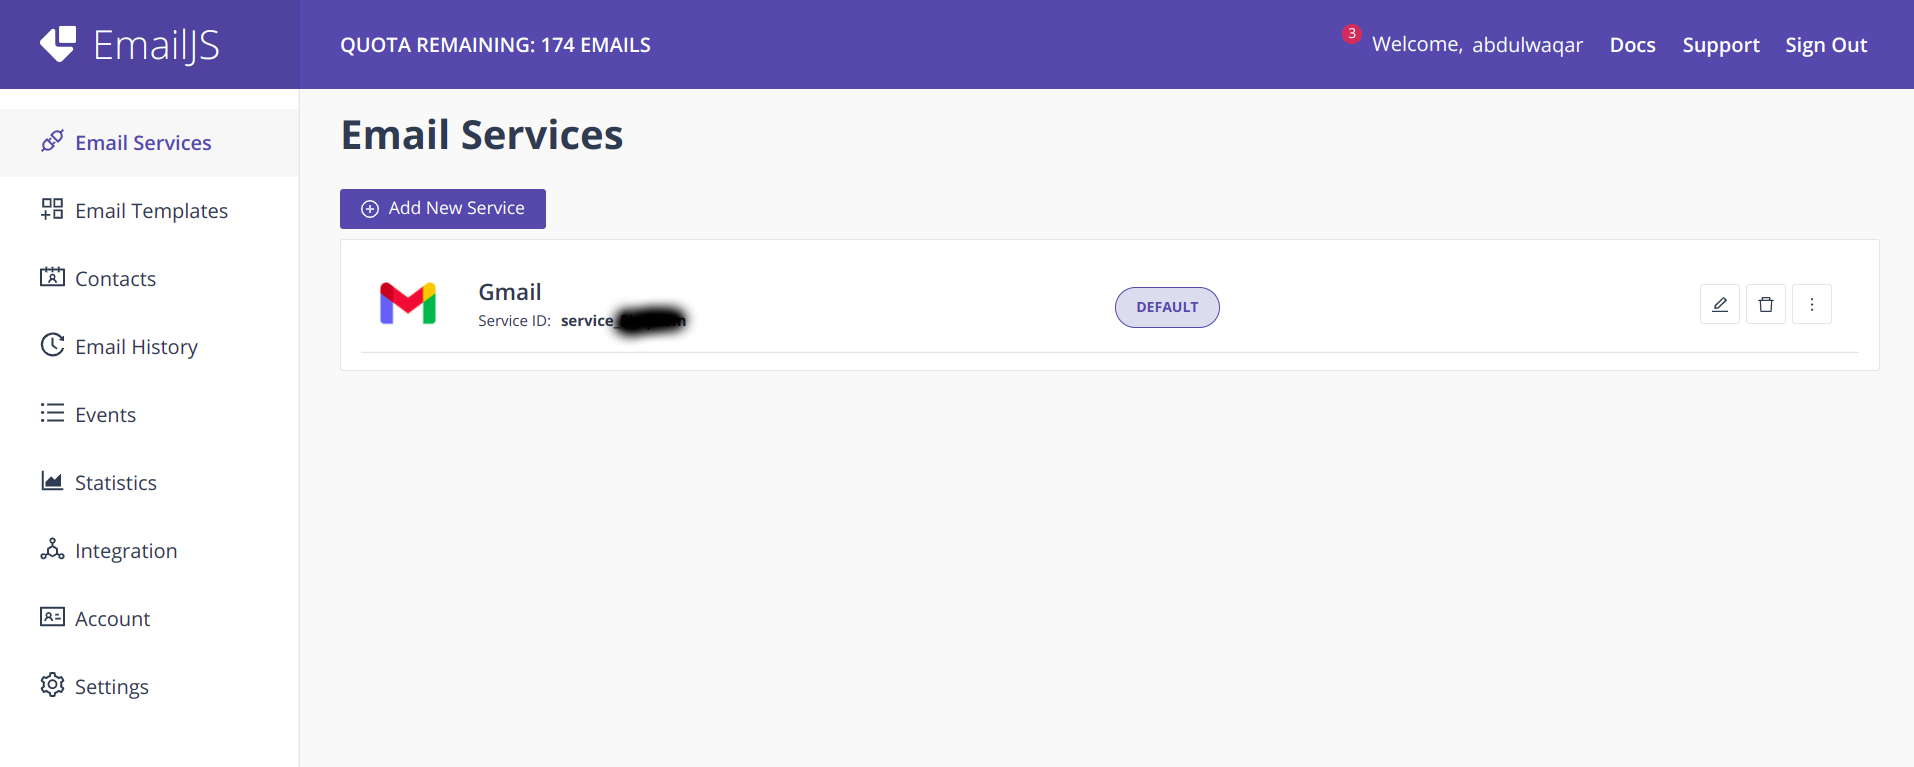 EmailJS
QUOTA REMAINING: 174 EMAILS
3
Welcome, abdulwaqar
Docs
Support
Sign Out
Email Services
Email Templates
Contacts
Email History
Events
Statistics
Integration
Account
Settings
Email Services
Add New Service
Gmail
Service ID: service_
DEFAULT